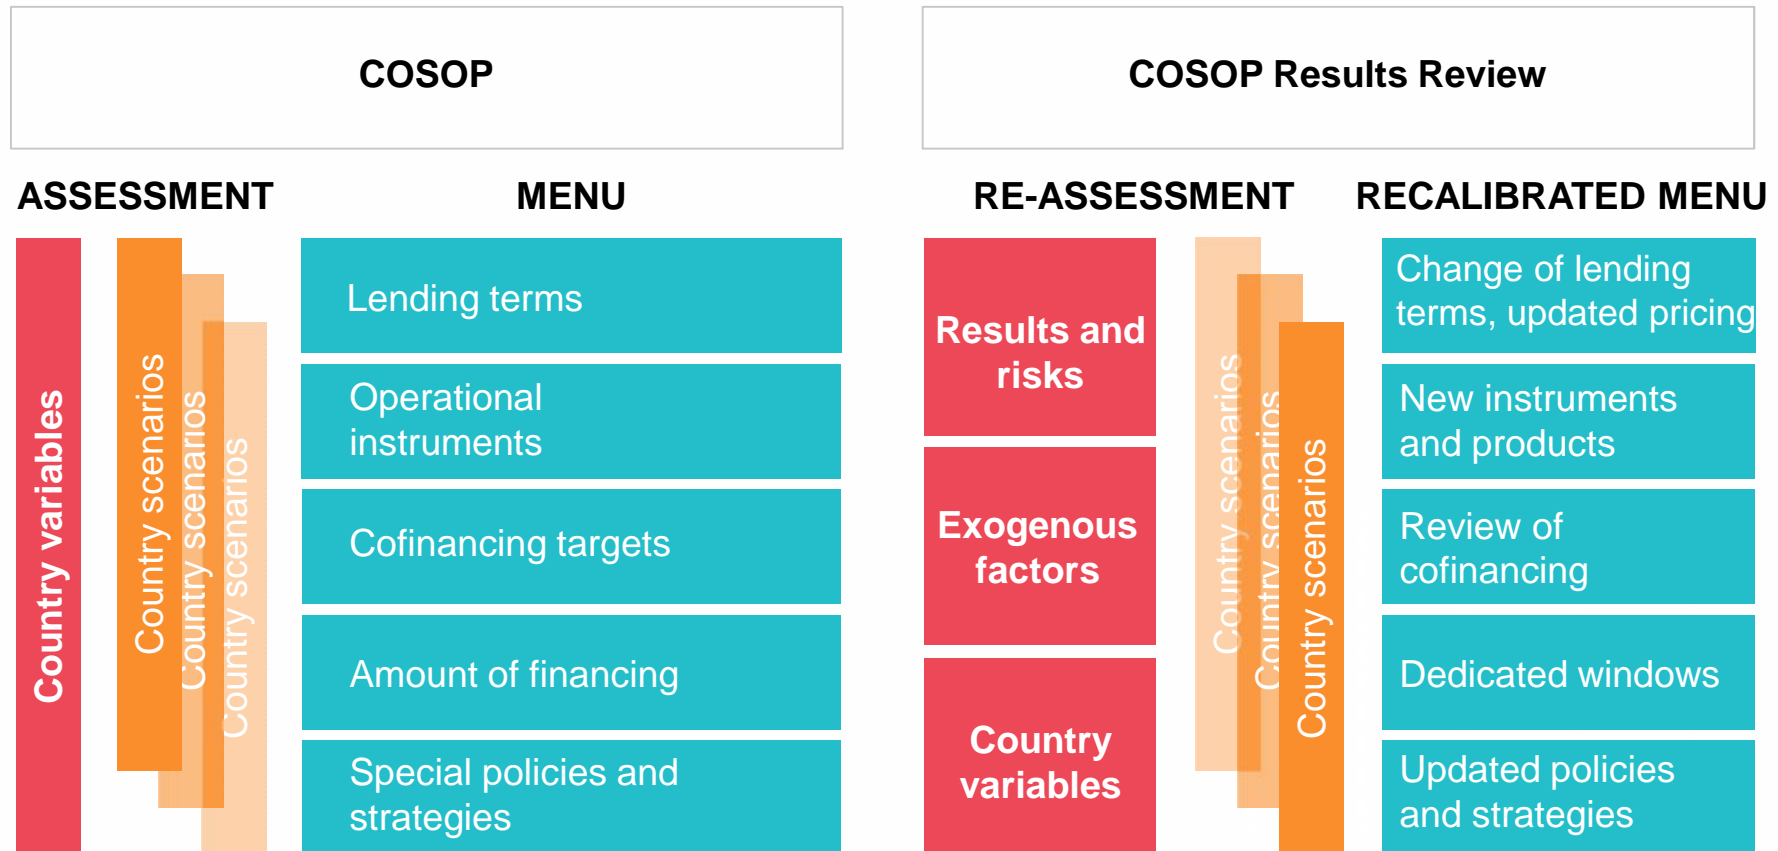 COSOP
ASSESSMENT
MENU
Country variables
Country scenarios
Country scenarios
Country scenarios
Lending terms
Operational
instruments
Cofinancing targets
Amount of financing
Special policies and
strategies
COSOP Results Review
RE-ASSESSMENT
RECALIBRATED MENU
Results and
risks
Exogenous
factors
Country
variables
Country scenarios
Country scenarios
Country scenarios
Change of lending
terms, updated pricing
New instruments
and products
Review of
cofinancing
Dedicated windows
Updated policies
and strategies